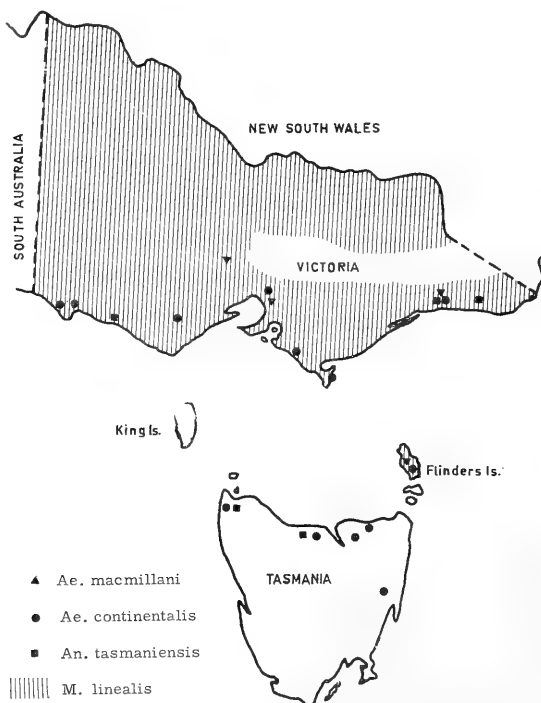 NEW SOUTH WALES
SOUTH AUSTRALIA
VICTORIA
King Is.
Flinders Is.
TASMANIA
Ae. macmillani
Ae. continentalis
An. tasmaniensis
M. linealis